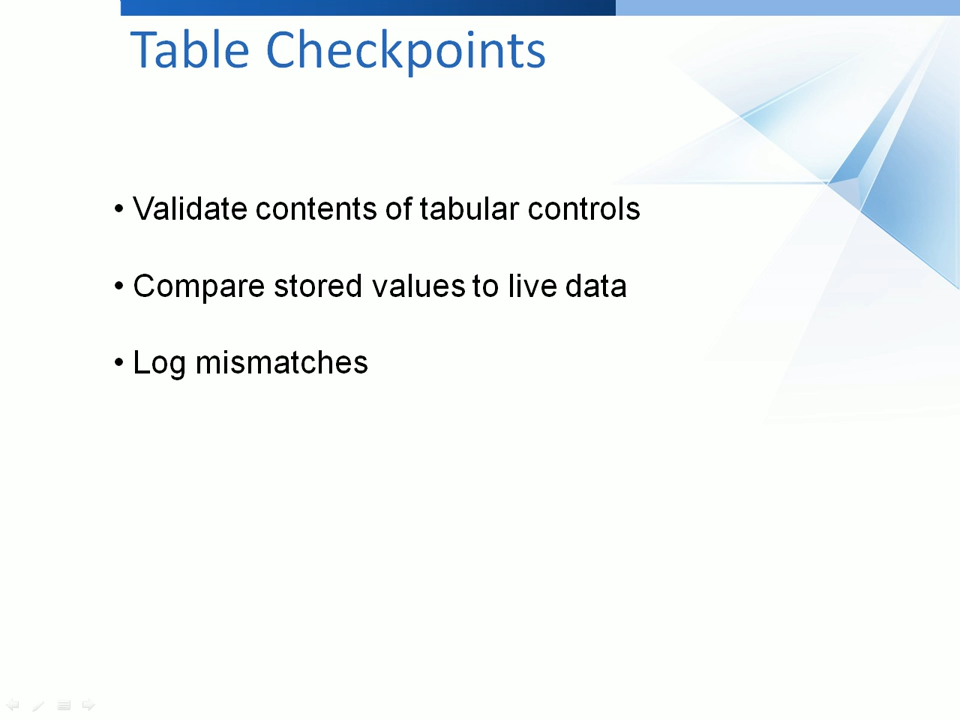 Table Checkpoints
• Validate contents of tabular controls
• Compare stored values to live data
• Log mismatches